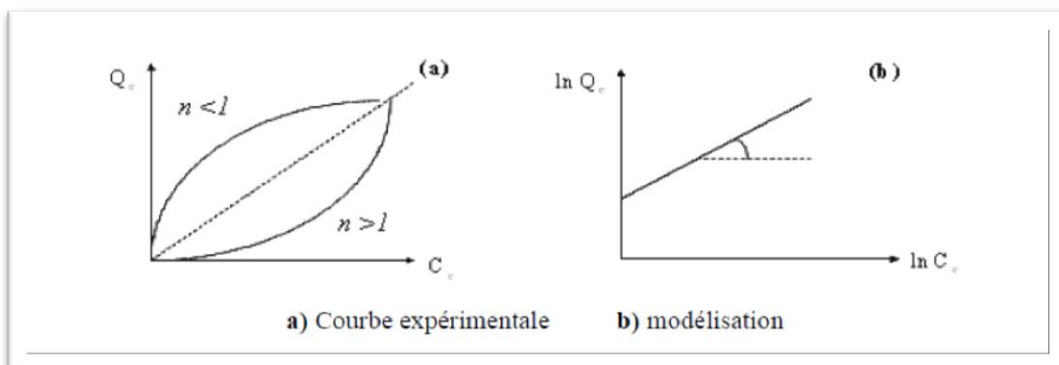 Qe
(a)
n <1
n >1
Ce
ln Qe
(b)
ln Ce
a) Courbe expérimentale b) modélisation